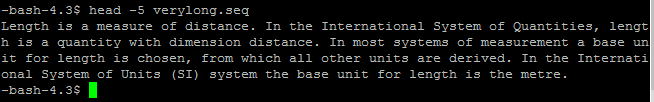 -bash-4.3$ head -5 verylong.seq
Length is a measure of distance. In the International System of Quantities, lengt
h is a quantity with dimension distance. In most systems of measurement a base un
it for length is chosen, from which all other units are derived. In the Internati
onal System of Units (SI) system the base unit for length is the metre.
-bash-4.3$